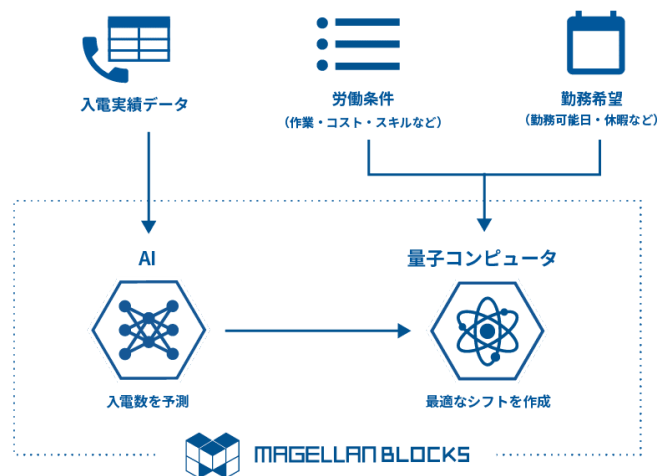 入電実績データ
労働条件
（作業・コスト・スキルなど）
勤務希望
（勤務可能日・休暇など）
AI
量子コンピュータ
入電数を予測
最適なシフトを作成
MAGELLAN BLOCKS